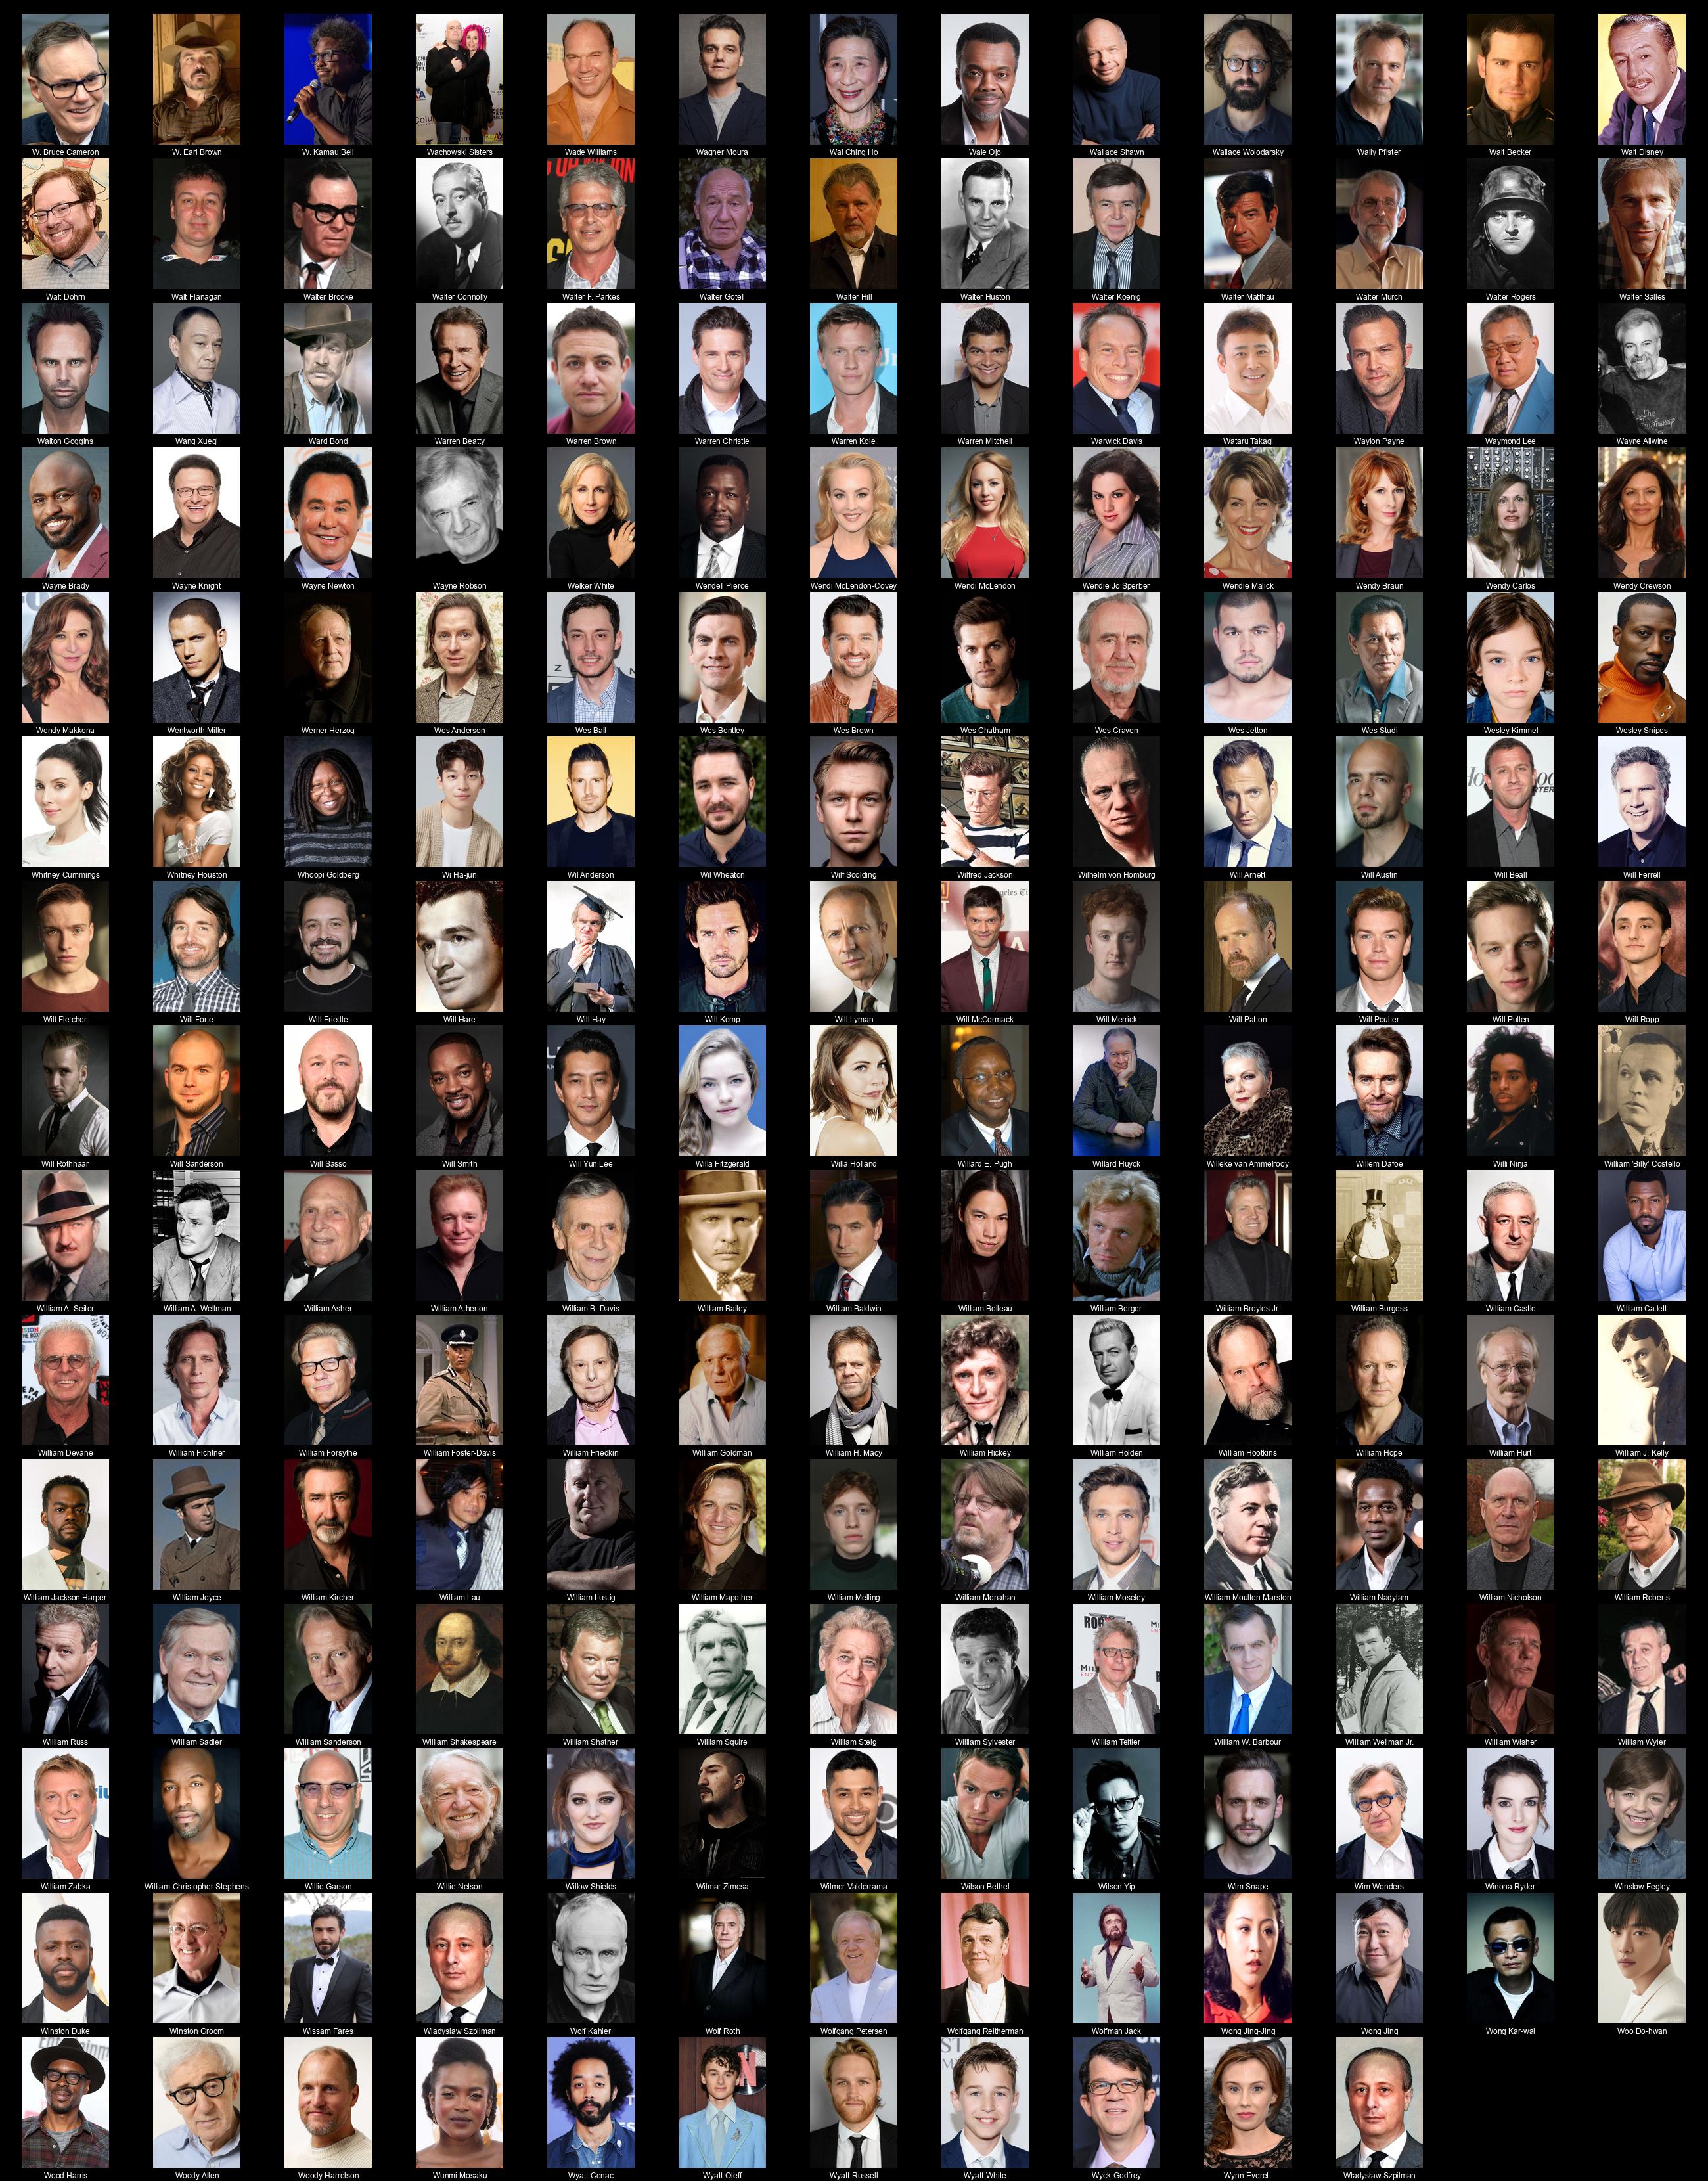 W. Bruce Cameron W. Earl Brown W. Kamau Bell Wachowski Sisters Wade Williams Wagner Moura Wai Ching Ho Wale Ojo Wallace Shawn Wallace Wolodarsky Wally Pfister Walt Becker Walt Disney
Walt Dohrn Walt Flanagan Walter Brooke Walter Connolly Walter F. Parkes Walter Gotell Walter Hill Walter Huston Walter Koenig Walter Matthau Walter Murch Walter Rogers Walter Salles
Walton Goggins Wang Xueqi Ward Bond Warren Beatty Warren Brown Warren Christie Warren Kole Warren Mitchell Warwick Davis Wataru Takagi Waylon Payne Waymond Lee Wayne Allwine
Wayne Brady Wayne Knight Wayne Newton Wayne Robson Welker White Wendell Pierce Wendi McLendon-Covey Wendi McLendon Wendie Jo Sperber Wendie Malick Wendy Braun Wendy Carlos Wendy Crewson
Wendy Makkena Wentworth Miller Werner Herzog Wes Anderson Wes Ball Wes Bentley Wes Brown Wes Chatham Wes Craven Wes Jetton Wes Studi Wesley Kimmel Wesley Snipes
Whitney Cummings Whitney Houston Whoopi Goldberg Wi Ha-jun Wil Anderson Wil Wheaton Wilf Scolding Wilfred Jackson Wilhelm von Homburg Will Arnett Will Austin Will Beall Will Ferrell
Will Fletcher Will Forte Will Friedle Will Hare Will Hay Will Kemp Will Lyman Will McCormack Will Merrick Will Patton Will Poulter Will Pullen Will Ropp
Will Rothhaar Will Sanderson Will Sasso Will Smith Will Yun Lee Willa Fitzgerald Willa Holland Willard E. Pugh Willard Huyck Willeke van Ammelrooy Willem Dafoe Willi Ninja William 'Billy' Costello
William A. Seiter William A. Wellman William Asher William Atherton William B. Davis William Bailey William Baldwin William Belleau William Berger William Broyles Jr. William Burgess William Castle William Catlett
William Devane William Fichtner William Forsythe William Foster-Davis William Friedkin William Goldman William H. Macy William Hickey William Holden William Hootkins William Hope William Hurt William J. Kelly
William Jackson Harper William Joyce William Kircher William Lau William Lustig William Mapother William Melling William Monahan William Moseley William Moulton Marston William Nadylam William Nicholson William Roberts
William Russ William Sadler William Sanderson William Shakespeare William Shatner William Squire William Steig William Sylvester William Teitler William W. Barbour William Wellman Jr. William Wisher William Wyler
William Zabka William-Christopher Stephens Willie Garson Willie Nelson Willow Shields Wilmar Zimosa Wilmer Valderrama Wilson Bethel Wilson Yip Wim Snape Wim Wenders Winona Ryder Winslow Fegley
Winston Duke Winston Groom Wissam Fares Wladyslaw Szpilman Wolf Kahler Wolf Roth Wolfgang Petersen Wolfgang Reitherman Wolfman Jack Wong Jing-Jing Wong Jing Wong Kar-wai Woo Do-hwan
Wood Harris Woody Allen Woody Harrelson Wunmi Mosaku Wyatt Cenac Wyatt Oleff Wyatt Russell Wyatt White Wyck Godfrey Wynn Everett Władysław Szpilman